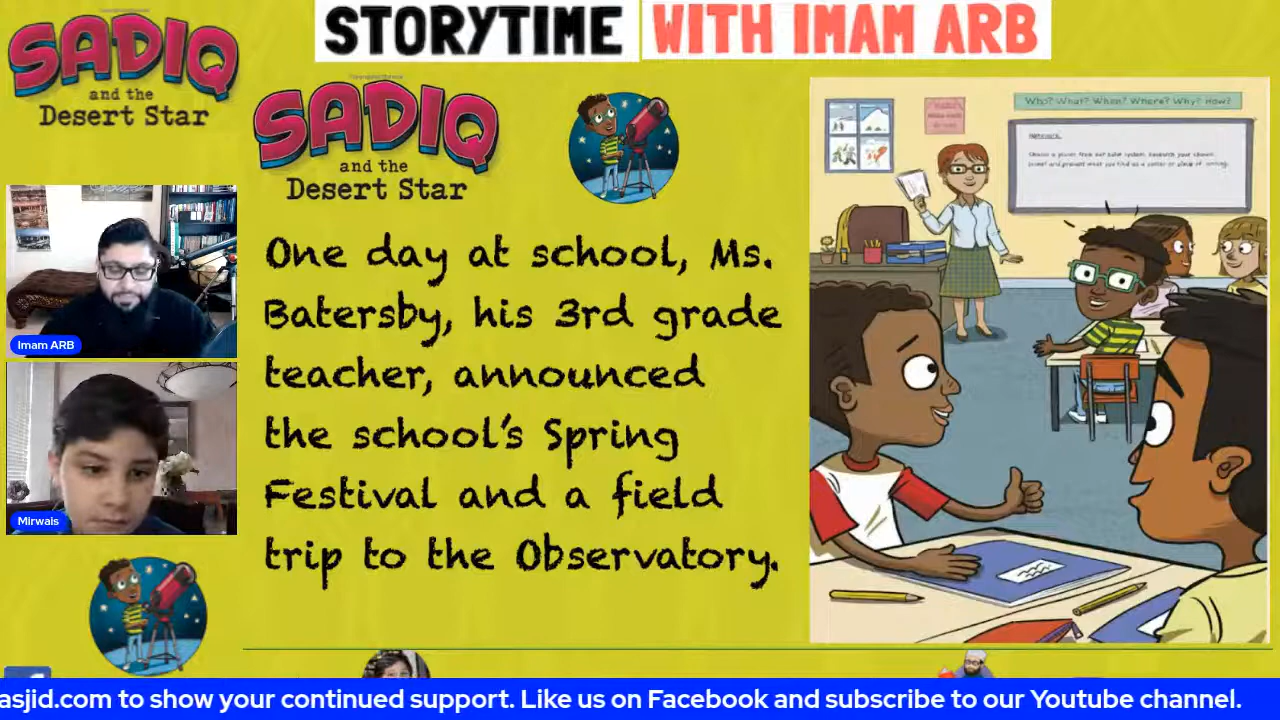 STORYTIME WITH IMAM ARB
SADIQ
and the
Desert Star
SADIQ
and the
Desert Star
One day at school, Ms.
Batersby, his 3rd grade
teacher, announced
the school's Spring
Festival and a field
trip to the Observatory.
Who? What? When? Where? Why? How?
Imam ARB
Mirwais
asjid.com to show your continued support. Like us on Facebook and subscribe to our Youtube channel.